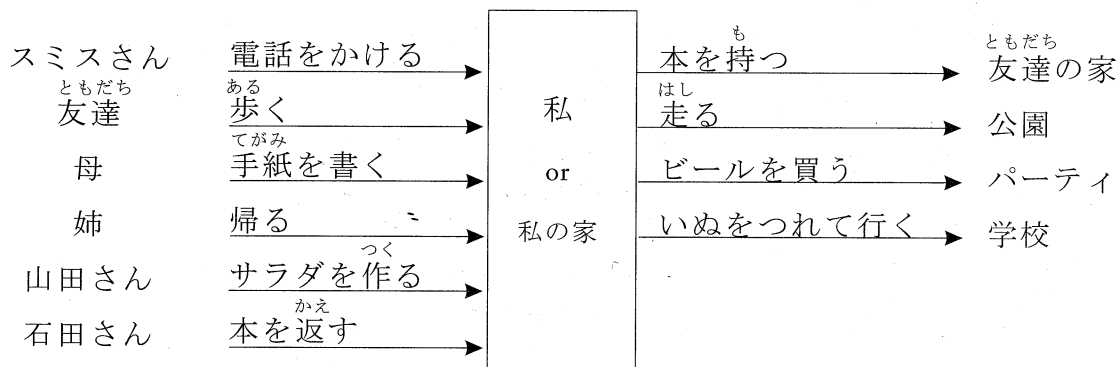 スミスさん 電話をかける 本を持つ 友達の家
も ともだち
ともだち ある はし
友達 歩く 私 走る 公園
てがみ
母 手紙を書く or ビールを買う パーティ
姉 帰る 私の家 いぬをつれて行く 学校
つく
山田さん サラダを作る
かえ
石田さん 本を返す